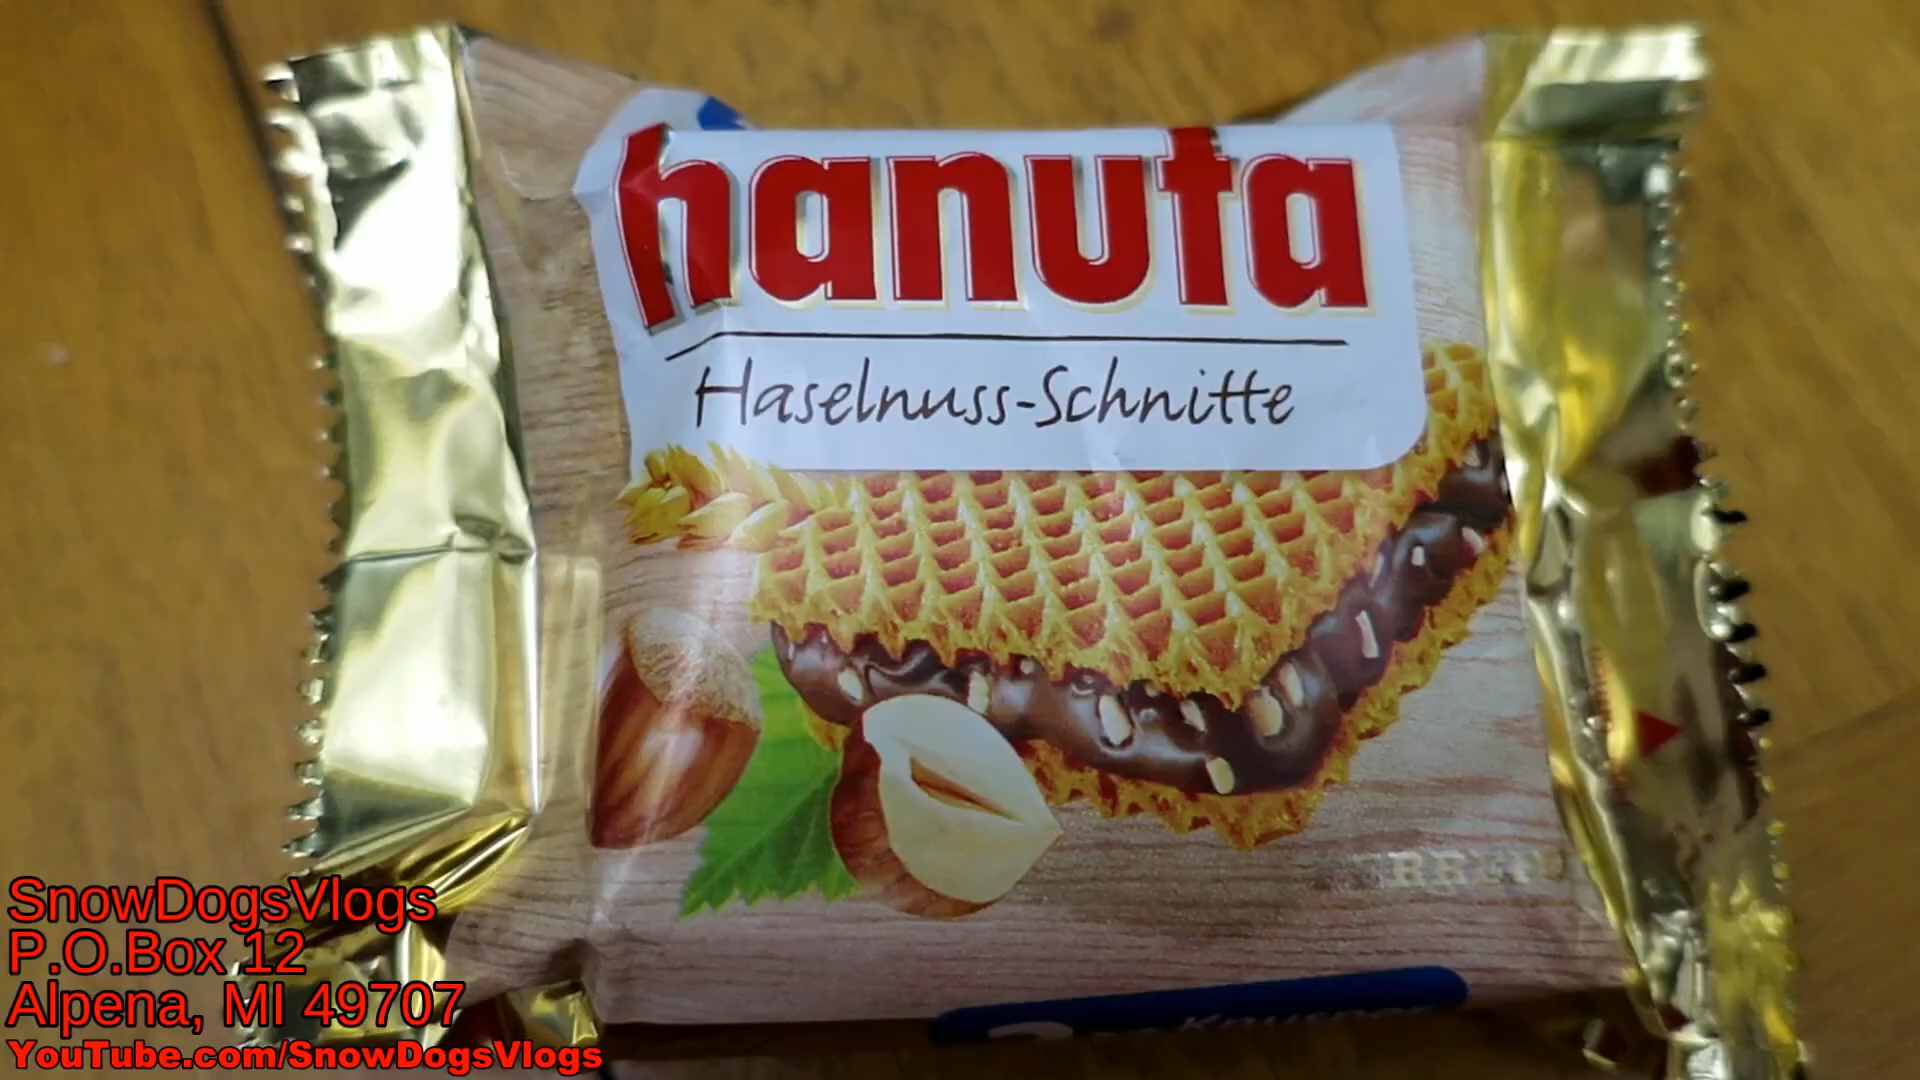 hanuta
Haselnuss-Schnitte
SnowDogsVlogs
P.O.Box 12
Alpena, MI 49707
YouTube.com/SnowDogsVlogs